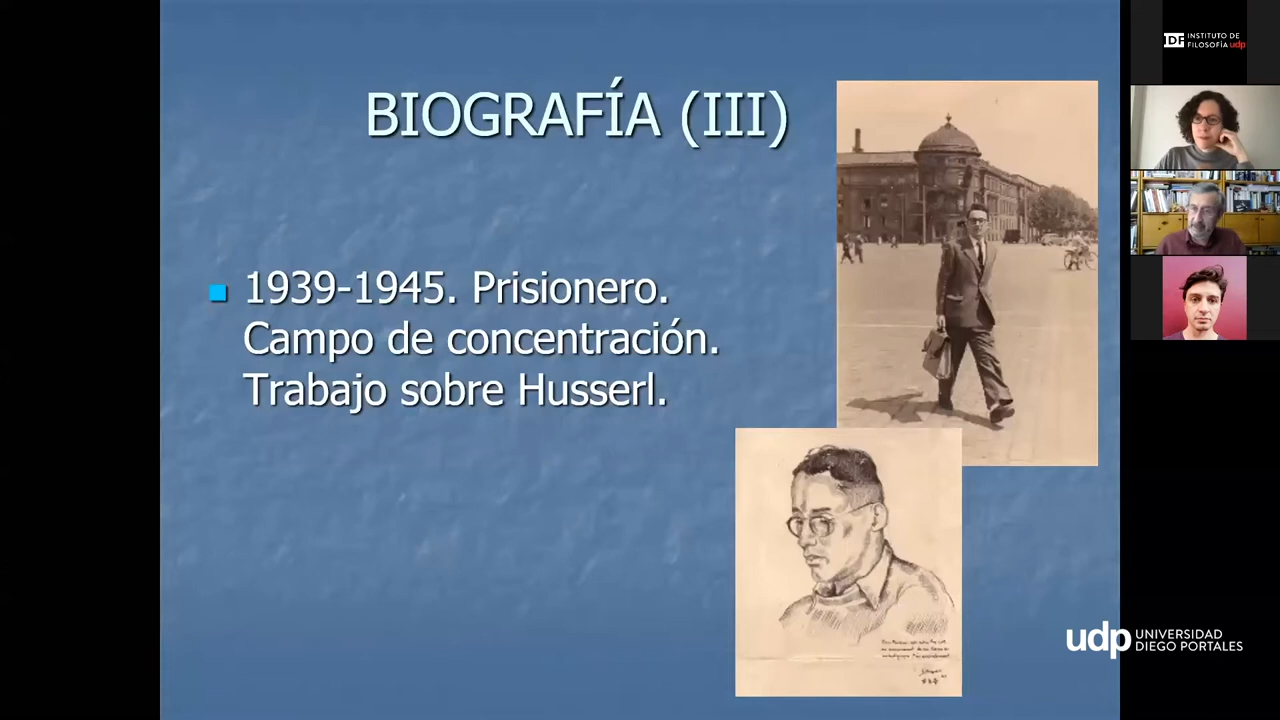 BIOGRAFÍA (III)
1939-1945. Prisionero.
Campo de concentración.
Trabajo sobre Husserl.
IDF INSTITUTO DE
FILOSOFÍA udp
udp UNIVERSIDAD
DIEGO PORTALES